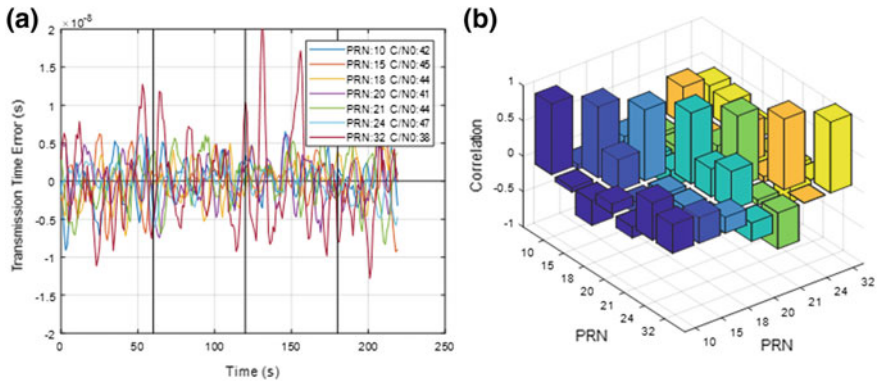 (a)
×10⁻⁸
2
1.5
1
0.5
0
-0.5
-1
-1.5
-2
Transmission Time Error (s)
0
50
100
150
200
250
Time (s)
PRN:10 C/N0:42
PRN:15 C/N0:45
PRN:18 C/N0:44
PRN:20 C/N0:41
PRN:21 C/N0:44
PRN:24 C/N0:47
PRN:32 C/N0:38
(b)
1
0.5
0
-0.5
-1
Correlation
10
15
18
20
21
24
32
PRN
10
15
18
20
21
24
32
PRN